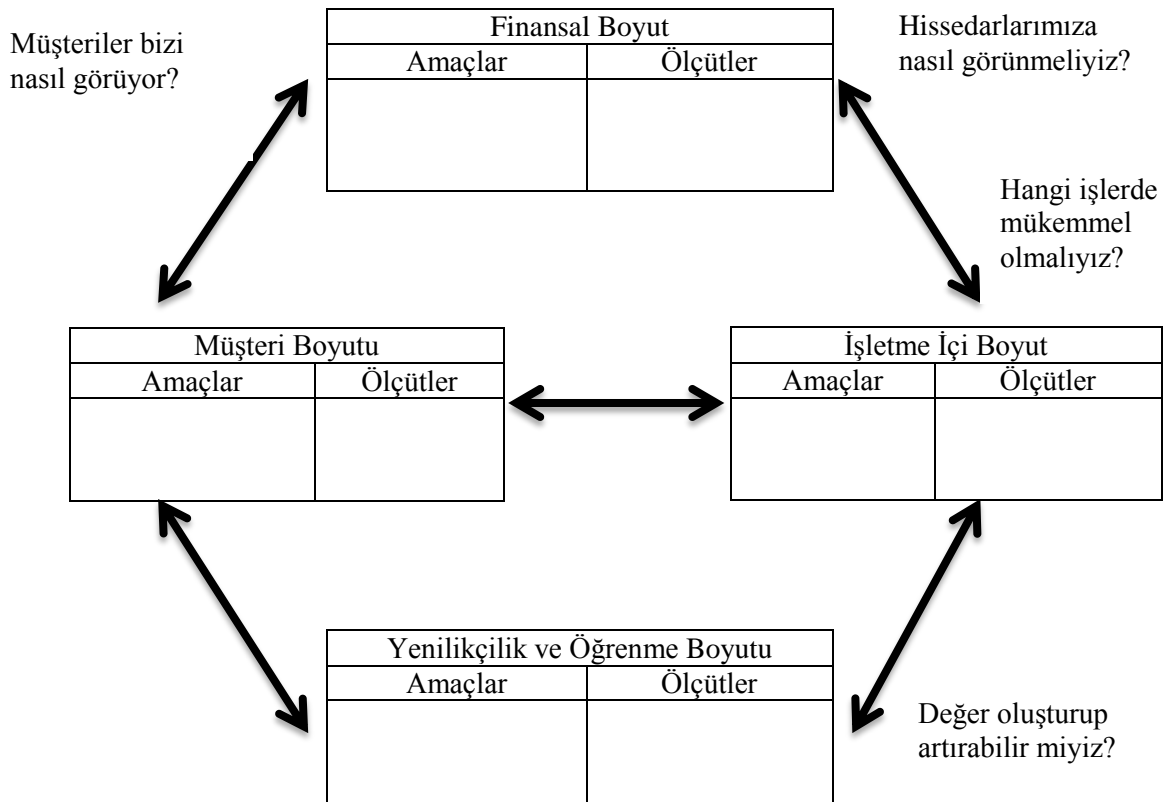 Müşteriler bizi
nasıl görüyor?
Finansal Boyut
Amaçlar Ölçütler
Hissedarlarımıza
nasıl görünmeliyiz?
Hangi işlerde
mükemmel
olmalıyız?
Müşteri Boyutu
Amaçlar Ölçütler
İşletme İçi Boyut
Amaçlar Ölçütler
Yenilikçilik ve Öğrenme Boyutu
Amaçlar Ölçütler
Değer oluşturup
artırabilir miyiz?